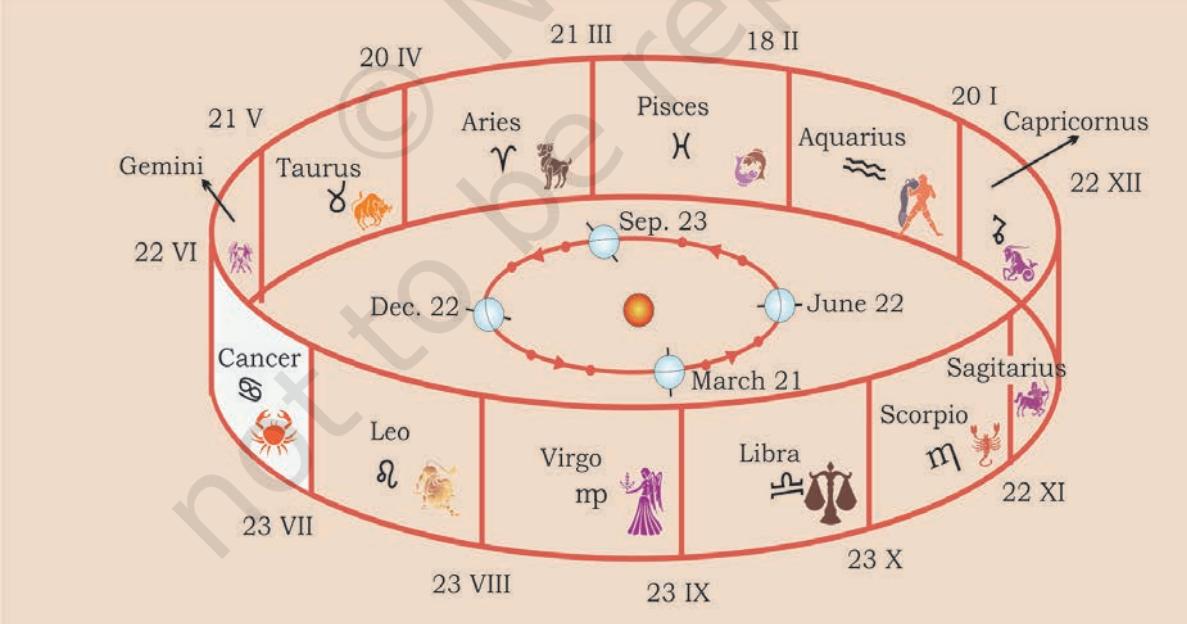 21 III
18 II
20 IV
20 I
21 V
Capricornus
Pisces
Aries
Aquarius
Gemini
Taurus
22 XII
Sep. 23
22 VI
Dec. 22
June 22
Cancer
March 21
Sagitarius
Leo
Scorpio
Virgo
Libra
22 XI
23 VII
23 X
23 VIII
23 IX
© N
not to be rep